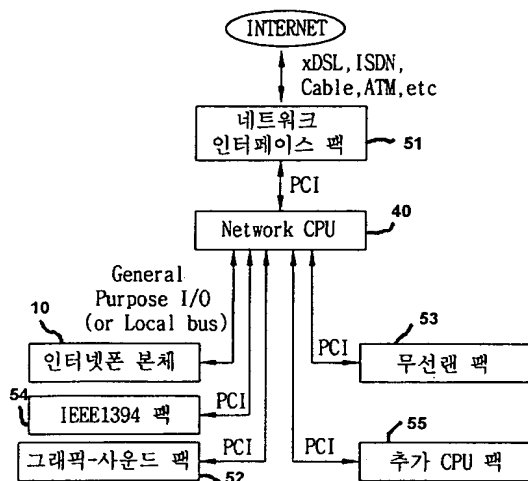 INTERNET
xDSL,ISDN,
Cable,ATM,etc
네트워크
인터페이스 팩
51
PCI
Network CPU
40
General
Purpose I/O
(or Local bus)
10
인터넷폰 본체
53
PCI
무선랜 팩
54
IEEE1394 팩
PCI
55
그래픽-사운드 팩
PCI
52
PCI
추가 CPU 팩